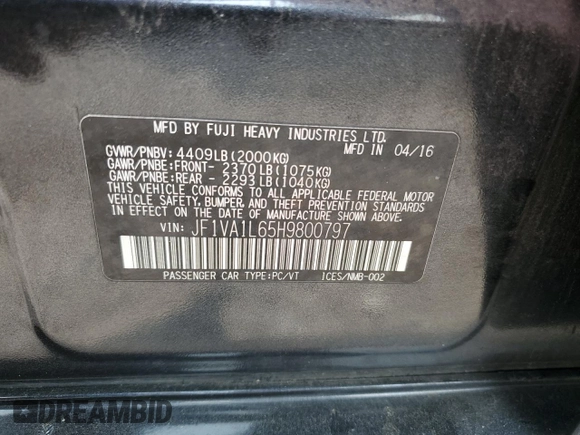 MFD BY FUJI HEAVY INDUSTRIES LTD.
GVWR/PNBV: 4409LB(2000KG) MFD IN 04/16
GAWR/PNBE:FRONT- 2370LB(1075KG)
GAWR/PNBE:REAR - 2293LB(1040KG)
THIS VEHICLE CONFORMS TO ALL APPLICABLE FEDERAL MOTOR
VEHICLE SAFETY, BUMPER, AND THEFT PREVENTION STANDARDS
IN EFFECT ON THE DATE OF MANUFACTURE SHOWN ABOVE.
VIN: JF1VA1L65H9800797
PASSENGER CAR TYPE:PC/VT ICES/NMB-002
DREAMBID